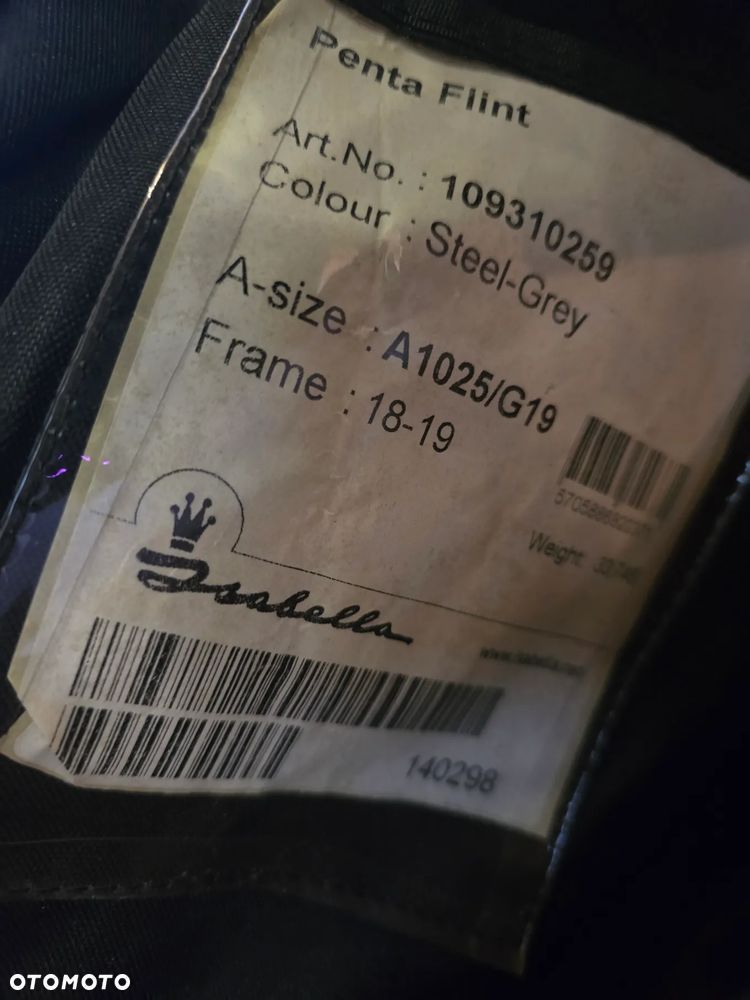 Penta Flint
Art.No. : 109310259
Colour : Steel-Grey
A-size : A1025/G19
Frame : 18-19
Weight:
Isabella
www.isabella.net
140298
OTOMOTO